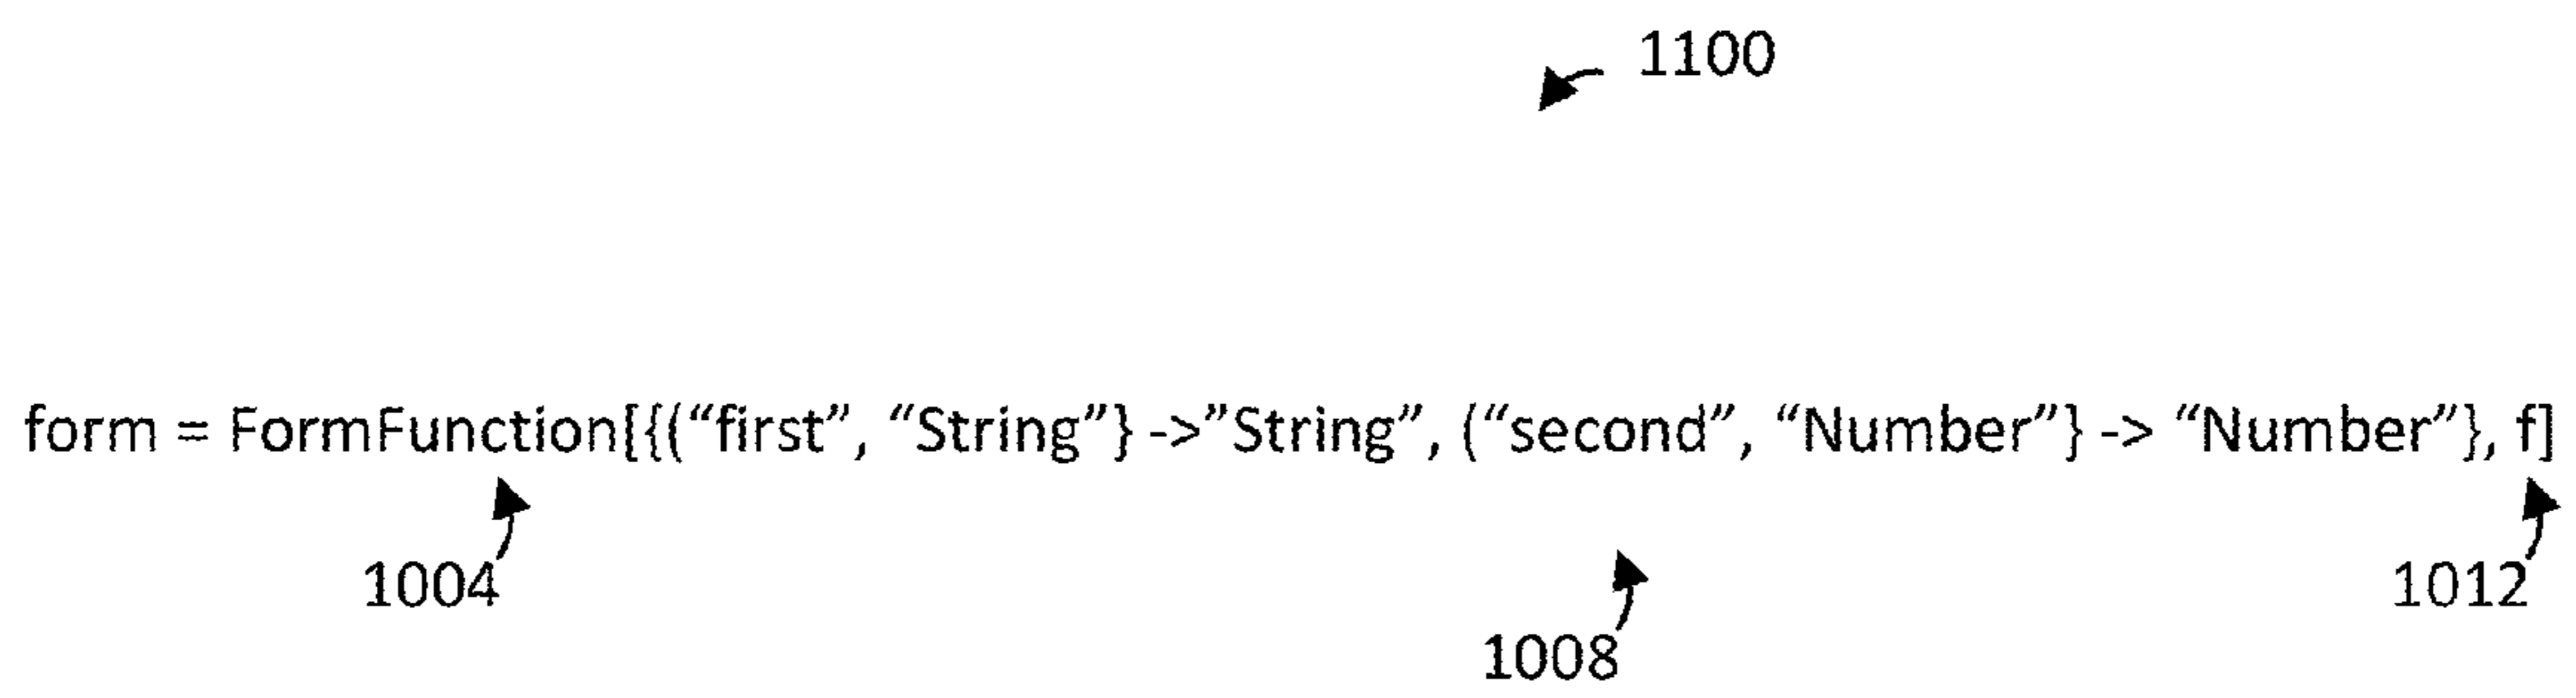 1100
form = FormFunction[{(“first”, “String”} ->”String”, (“second”, “Number”} -> “Number”}, f]
1004
1012
1008